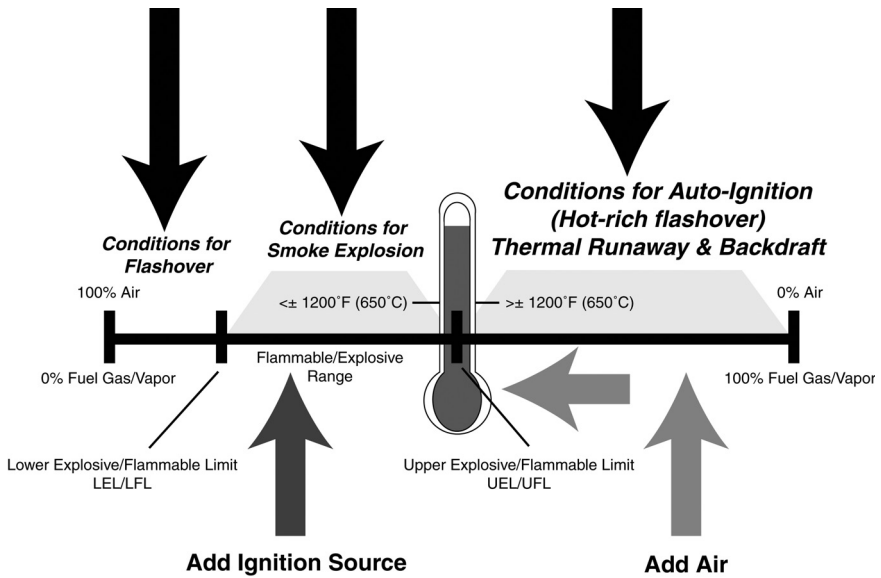 Conditions for Auto-Ignition
(Hot-rich flashover)
Thermal Runaway & Backdraft
Conditions for
Smoke Explosion
Conditions for
Flashover
100% Air
<± 1200˚F (650˚C)
>± 1200˚F (650˚C)
0% Air
0% Fuel Gas/Vapor
Flammable/Explosive
Range
100% Fuel Gas/Vapor
Lower Explosive/Flammable Limit
LEL/LFL
Upper Explosive/Flammable Limit
UEL/UFL
Add Ignition Source
Add Air